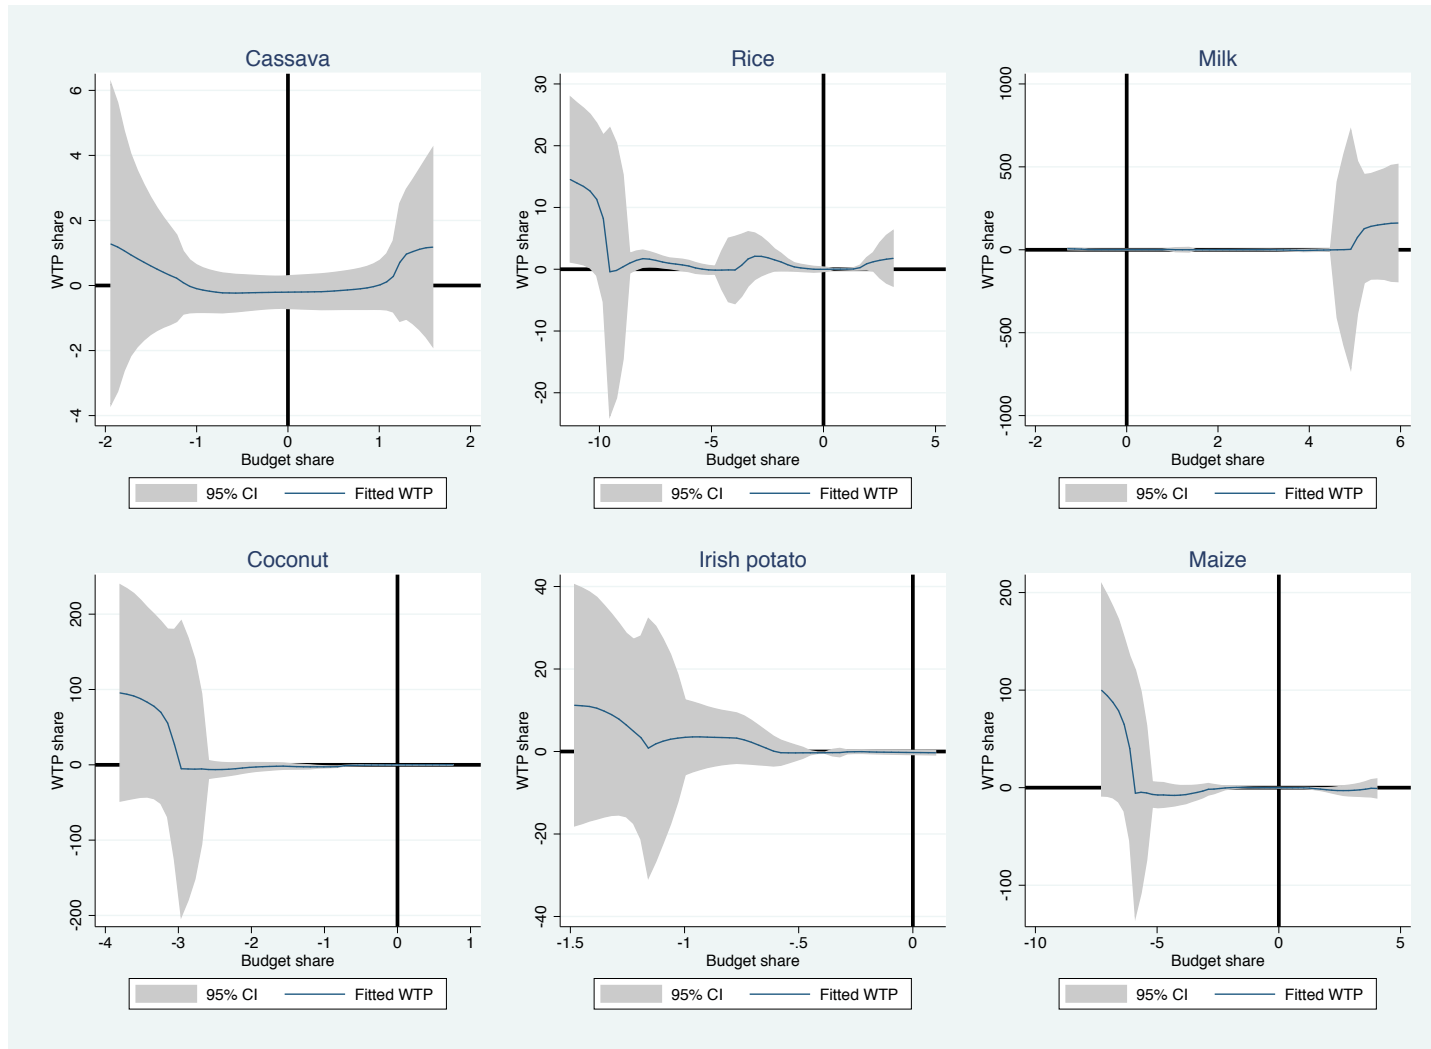 Cassava
WTP share
6
4
2
0
-2
-4
-2
-1
0
1
2
Budget share
95% CI
Fitted WTP
Rice
WTP share
30
20
10
0
-10
-20
-10
-5
0
5
Budget share
95% CI
Fitted WTP
Milk
WTP share
1000
500
0
-500
-1000
-2
0
2
4
6
Budget share
95% CI
Fitted WTP
Coconut
WTP share
200
100
0
-100
-200
-4
-3
-2
-1
0
1
Budget share
95% CI
Fitted WTP
Irish potato
WTP share
40
20
0
-20
-40
-1.5
-1
-.5
0
Budget share
95% CI
Fitted WTP
Maize
WTP share
200
100
0
-100
-10
-5
0
5
Budget share
95% CI
Fitted WTP